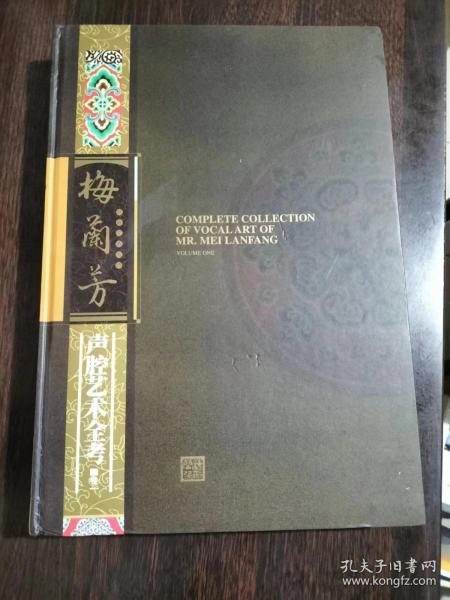 梅蘭芳
声腔艺术全考
COMPLETE COLLECTION
OF VOCAL ART OF
MR. MEI LANFANG
VOLUME ONE
孔夫子旧书网
www.kongfz.com